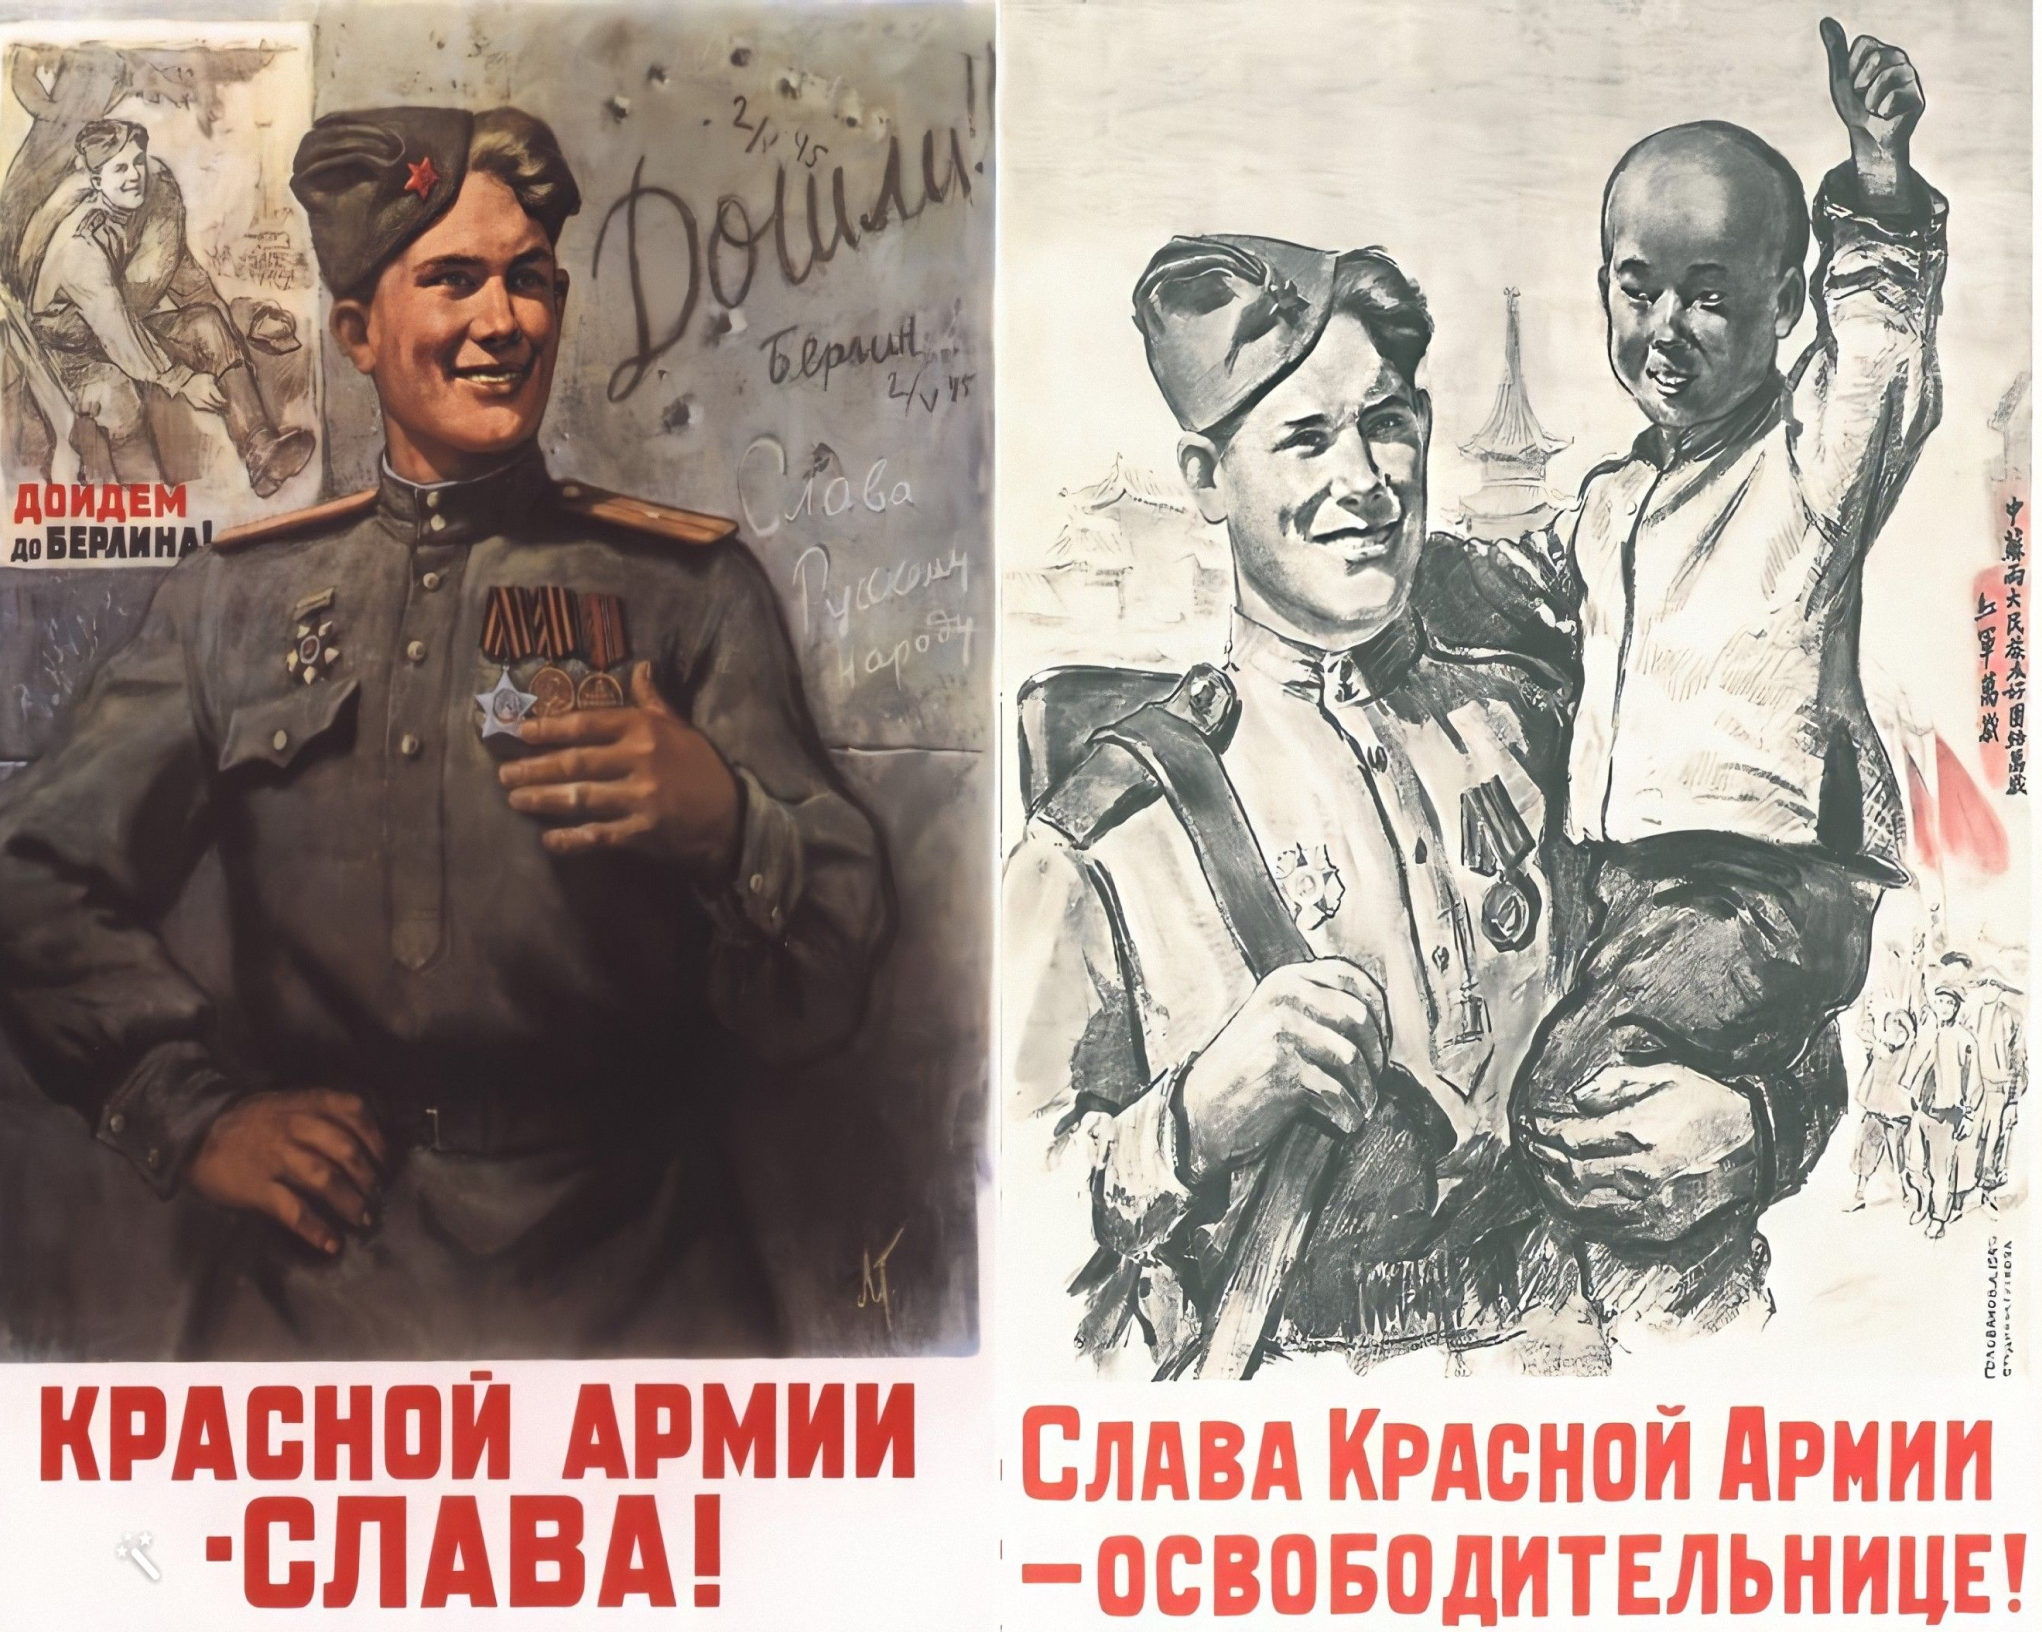 ДОЙДЕМ
ДО БЕРЛИНА!
2/V 45
Дошли!!
Берлин
2/V 45
Слава
Русскому
народу
ЛГ
КРАСНОЙ АРМИИ
-СЛАВА!
中蘇兩大民族友好團結萬歲
紅軍萬歲
СЛАВА КРАСНОЙ АРМИИ
—ОСВОБОДИТЕЛЬНИЦЕ!